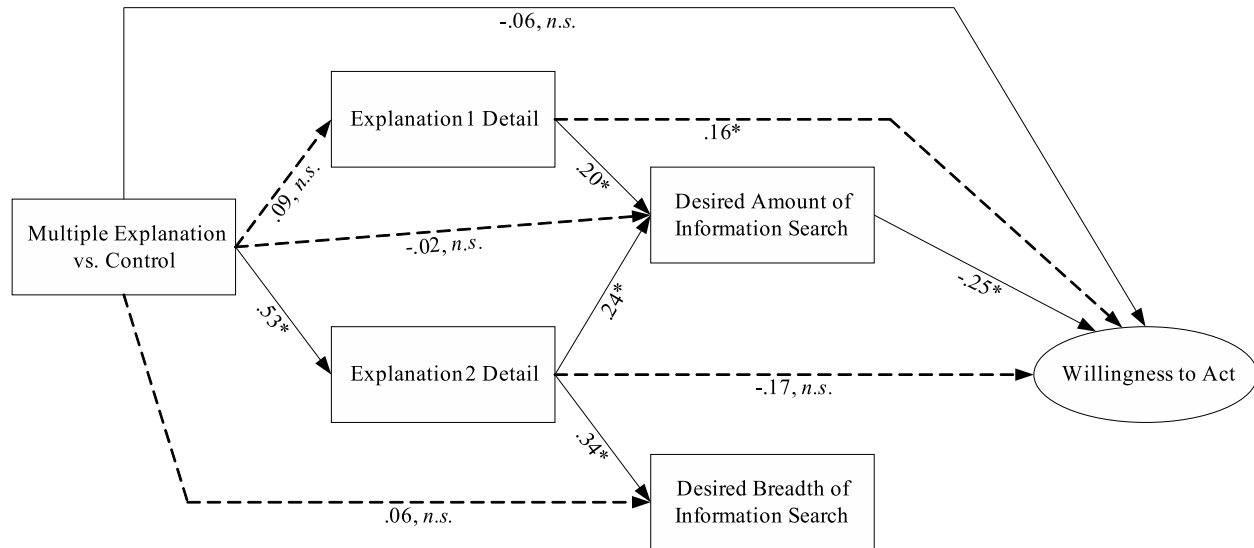 -.06, n.s.
Explanation 1 Detail
.16*
.09, n.s.
.20*
Desired Amount of
Information Search
Multiple Explanation
vs. Control
-.02, n.s.
-.25*
.53*
.24*
Explanation 2 Detail
-.17, n.s.
Willingness to Act
.34*
Desired Breadth of
Information Search
.06, n.s.